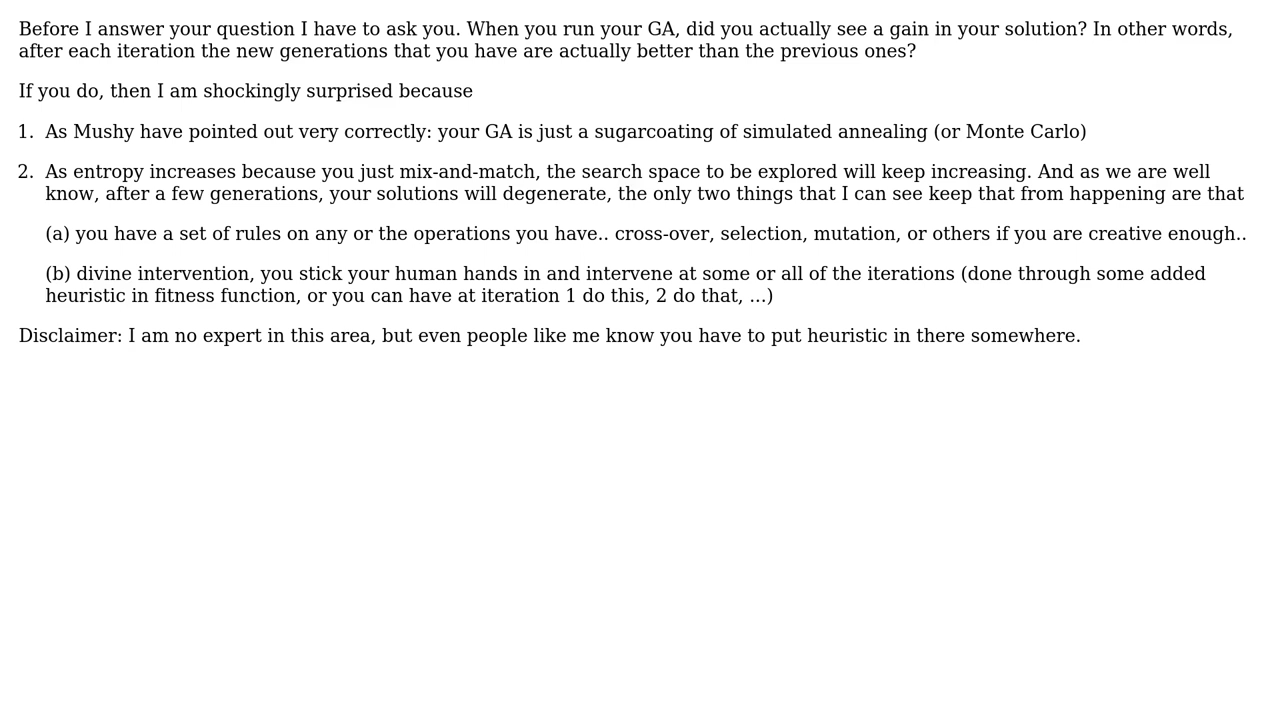 Before I answer your question I have to ask you. When you run your GA, did you actually see a gain in your solution? In other words,
after each iteration the new generations that you have are actually better than the previous ones?
If you do, then I am shockingly surprised because
1. As Mushy have pointed out very correctly: your GA is just a sugarcoating of simulated annealing (or Monte Carlo)
2. As entropy increases because you just mix-and-match, the search space to be explored will keep increasing. And as we are well
know, after a few generations, your solutions will degenerate, the only two things that I can see keep that from happening are that
(a) you have a set of rules on any or the operations you have.. cross-over, selection, mutation, or others if you are creative enough..
(b) divine intervention, you stick your human hands in and intervene at some or all of the iterations (done through some added
heuristic in fitness function, or you can have at iteration 1 do this, 2 do that, ...)
Disclaimer: I am no expert in this area, but even people like me know you have to put heuristic in there somewhere.